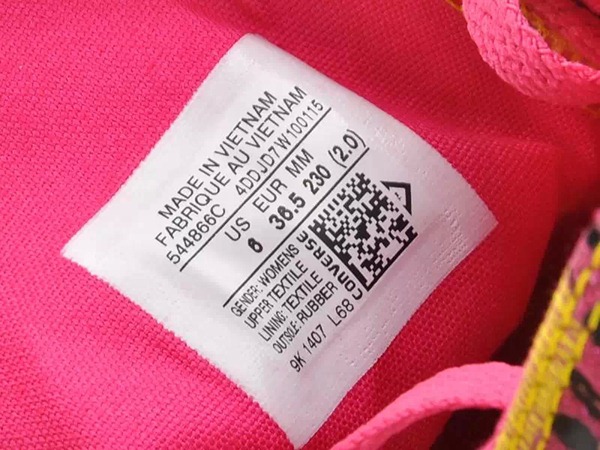 MADE IN VIETNAM
FABRIQUE AU VIETNAM
544866C 4DDJD7W100115
US EUR MM
6 36.5 230 (2.0)
GENDER: WOMENS
UPPER: TEXTILE
LINING: TEXTILE
OUTSOLE: RUBBER
9K 1407 L68